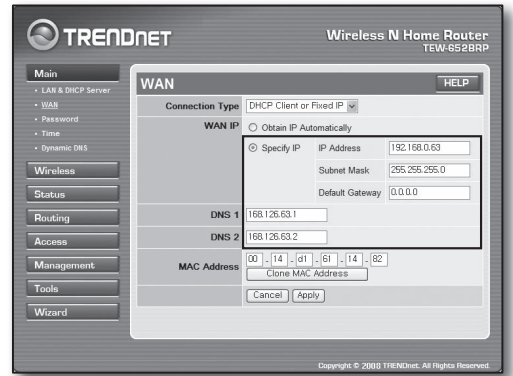 TRENDNET
Wireless N Home Router
TEW-652BRP
Main
• LAN & DHCP Server
• WAN
• Password
• Time
• Dynamic DNS
Wireless
Status
Routing
Access
Management
Tools
Wizard
WAN
HELP
Connection Type DHCP Client or Fixed IP
WAN IP Obtain IP Automatically
Specify IP IP Address 192.168.0.63
Subnet Mask 255.255.255.0
Default Gateway 0.0.0.0
DNS 1 168.126.63.1
DNS 2 168.126.63.2
MAC Address 00 - 14 - d1 - 61 - 14 - 82
Clone MAC Address
Cancel Apply
Copyright © 2008 TRENDnet. All Rights Reserved.